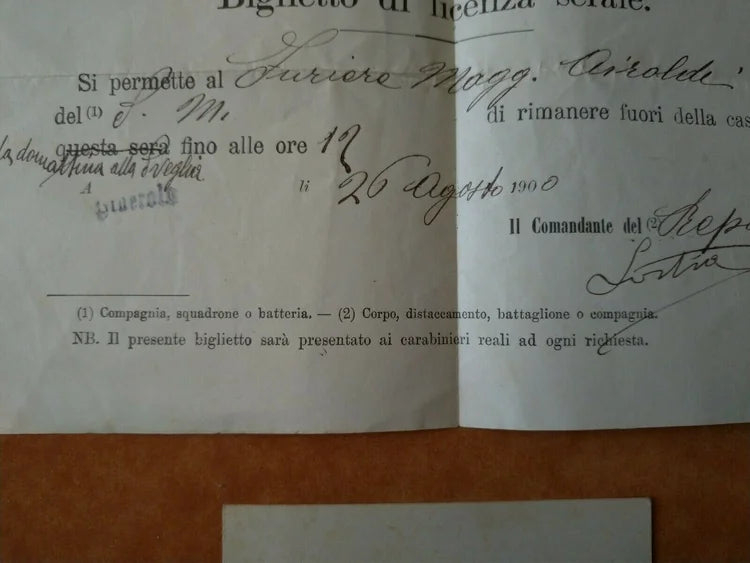 Biglietto di licenza serale.
Si permette al Furiere Magg. Airoldi
del (1) S. M. di rimanere fuori della cas
questa sera fino alle ore 12
domattina alla sveglia
A li 26 Agosto 1900
Pinerolo
Il Comandante del (2) Rep
(1) Compagnia, squadrone o batteria. — (2) Corpo, distaccamento, battaglione o compagnia.
NB. Il presente biglietto sarà presentato ai carabinieri reali ad ogni richiesta.